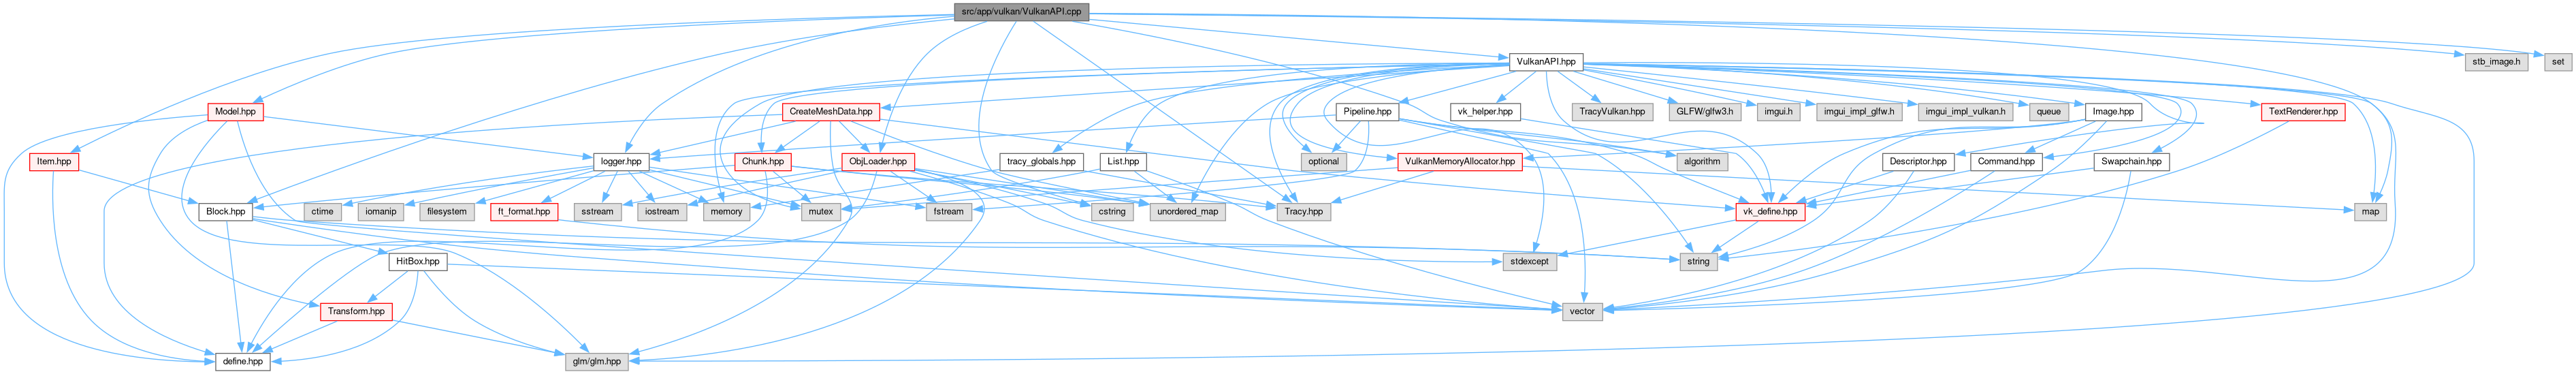 src/app/vulkan/VulkanAPI.cpp
VulkanAPI.hpp
stb_image.h
set
Model.hpp
CreateMeshData.hpp
Pipeline.hpp
vk_helper.hpp
TracyVulkan.hpp
GLFW/glfw3.h
imgui.h
imgui_impl_glfw.h
imgui_impl_vulkan.h
queue
Image.hpp
TextRenderer.hpp
Item.hpp
logger.hpp
Chunk.hpp
ObjLoader.hpp
tracy_globals.hpp
List.hpp
optional
VulkanMemoryAllocator.hpp
algorithm
Descriptor.hpp
Command.hpp
Swapchain.hpp
Block.hpp
ctime
iomanip
filesystem
ft_format.hpp
sstream
iostream
memory
mutex
fstream
cstring
unordered_map
Tracy.hpp
vk_define.hpp
map
HitBox.hpp
stdexcept
string
Transform.hpp
vector
define.hpp
glm/glm.hpp